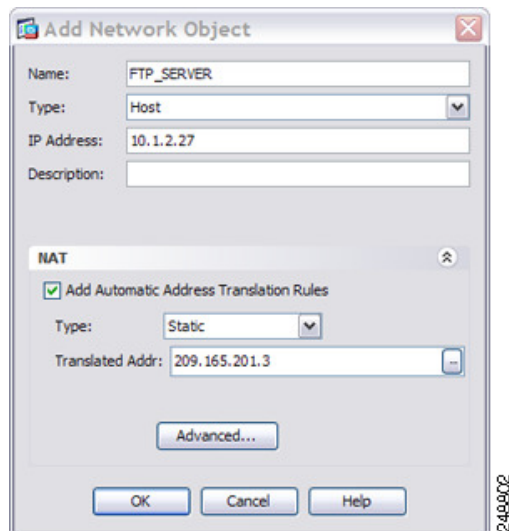 Add Network Object
Name: FTP_SERVER
Type: Host
IP Address: 10.1.2.27
Description:
NAT
Add Automatic Address Translation Rules
Type: Static
Translated Addr: 209.165.201.3 ...
Advanced...
OK Cancel Help
248802